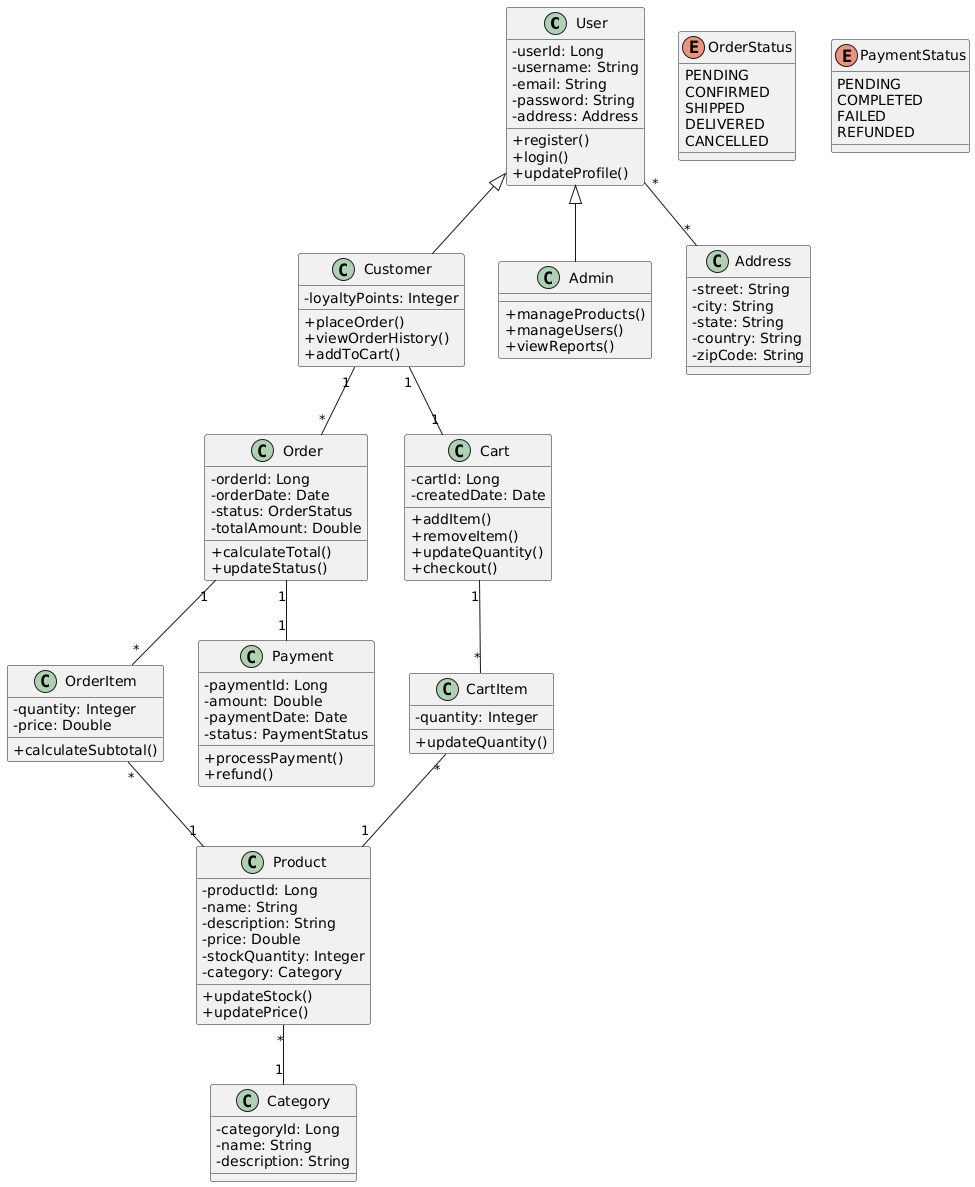 C User
-userId: Long
-username: String
-email: String
-password: String
-address: Address
+register()
+login()
+updateProfile()
E OrderStatus
PENDING
CONFIRMED
SHIPPED
DELIVERED
CANCELLED
E PaymentStatus
PENDING
COMPLETED
FAILED
REFUNDED
*
*
C Customer
-loyaltyPoints: Integer
+placeOrder()
+viewOrderHistory()
+addToCart()
C Admin
+manageProducts()
+manageUsers()
+viewReports()
C Address
-street: String
-city: String
-state: String
-country: String
-zipCode: String
1
*
1
1
C Order
-orderId: Long
-orderDate: Date
-status: OrderStatus
-totalAmount: Double
+calculateTotal()
+updateStatus()
C Cart
-cartId: Long
-createdDate: Date
+addItem()
+removeItem()
+updateQuantity()
+checkout()
1
*
1
1
1
*
C OrderItem
-quantity: Integer
-price: Double
+calculateSubtotal()
C Payment
-paymentId: Long
-amount: Double
-paymentDate: Date
-status: PaymentStatus
+processPayment()
+refund()
C CartItem
-quantity: Integer
+updateQuantity()
*
1
*
1
C Product
-productId: Long
-name: String
-description: String
-price: Double
-stockQuantity: Integer
-category: Category
+updateStock()
+updatePrice()
*
1
C Category
-categoryId: Long
-name: String
-description: String